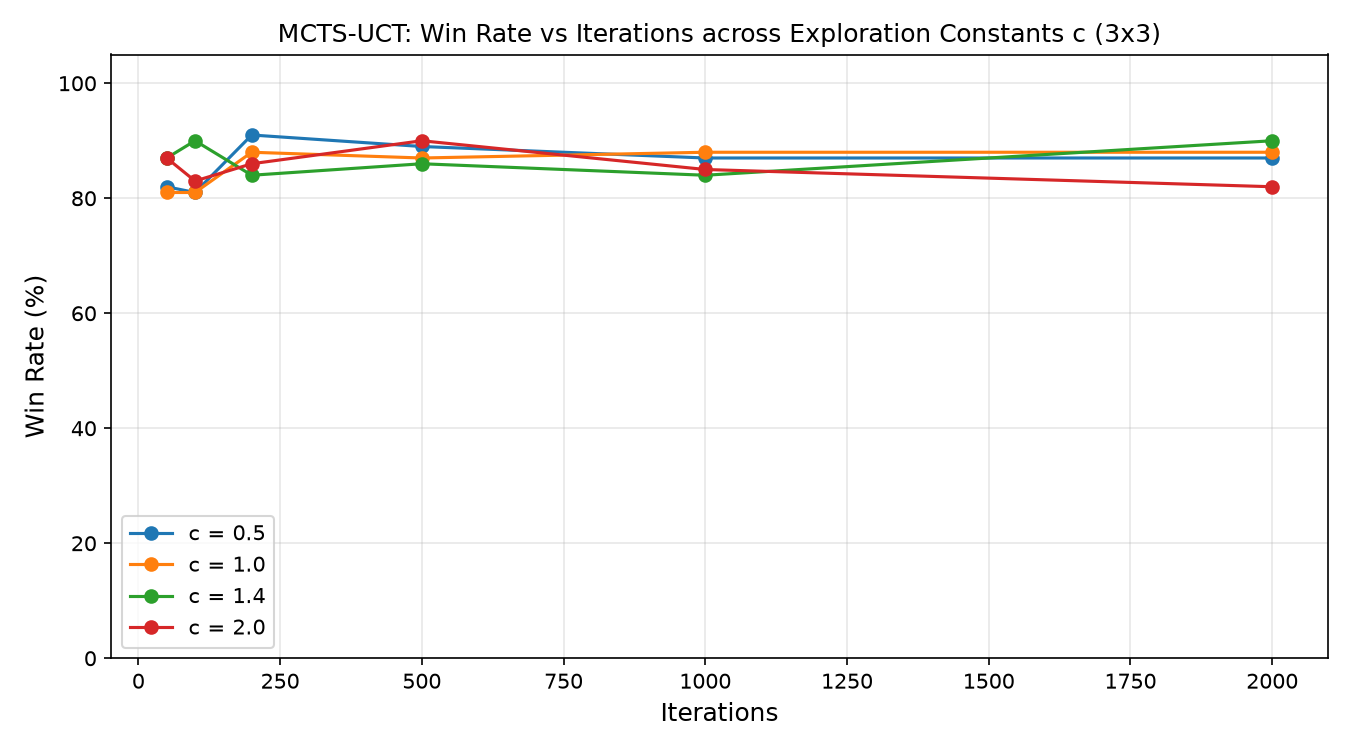 MCTS-UCT: Win Rate vs Iterations across Exploration Constants c (3x3)
Win Rate (%)
100
80
60
40
20
0
c = 0.5
c = 1.0
c = 1.4
c = 2.0
0 250 500 750 1000 1250 1500 1750 2000
Iterations